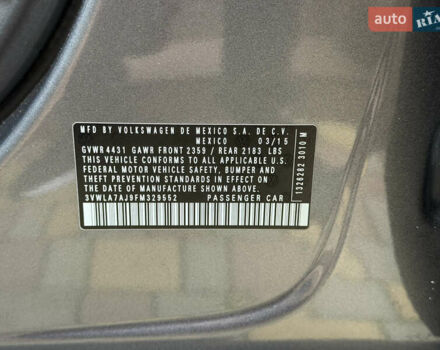 auto RIA
MFD. BY VOLKSWAGEN DE MEXICO S.A. DE C.V.
MEXICO 03/15
GVWR 4431 GAWR FRONT 2359 / REAR 2183 LBS
THIS VEHICLE CONFORMS TO ALL APPLICABLE U.S.
FEDERAL MOTOR VEHICLE SAFETY, BUMPER AND
THEFT PREVENTION STANDARDS IN EFFECT ON
THE DATE OF MANUFACTURE SHOWN ABOVE.
3VWLA7AJ9FM329552 PASSENGER CAR
1326282 3010 M